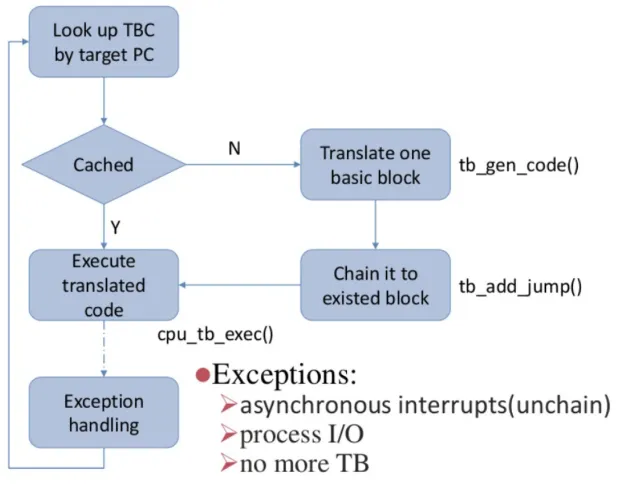 Look up TBC
by target PC
Cached
N
Translate one
basic block
tb_gen_code()
Y
Execute
translated
code
Chain it to
existed block
tb_add_jump()
cpu_tb_exec()
Exception
handling
●Exceptions:
➢asynchronous interrupts(unchain)
➢process I/O
➢no more TB